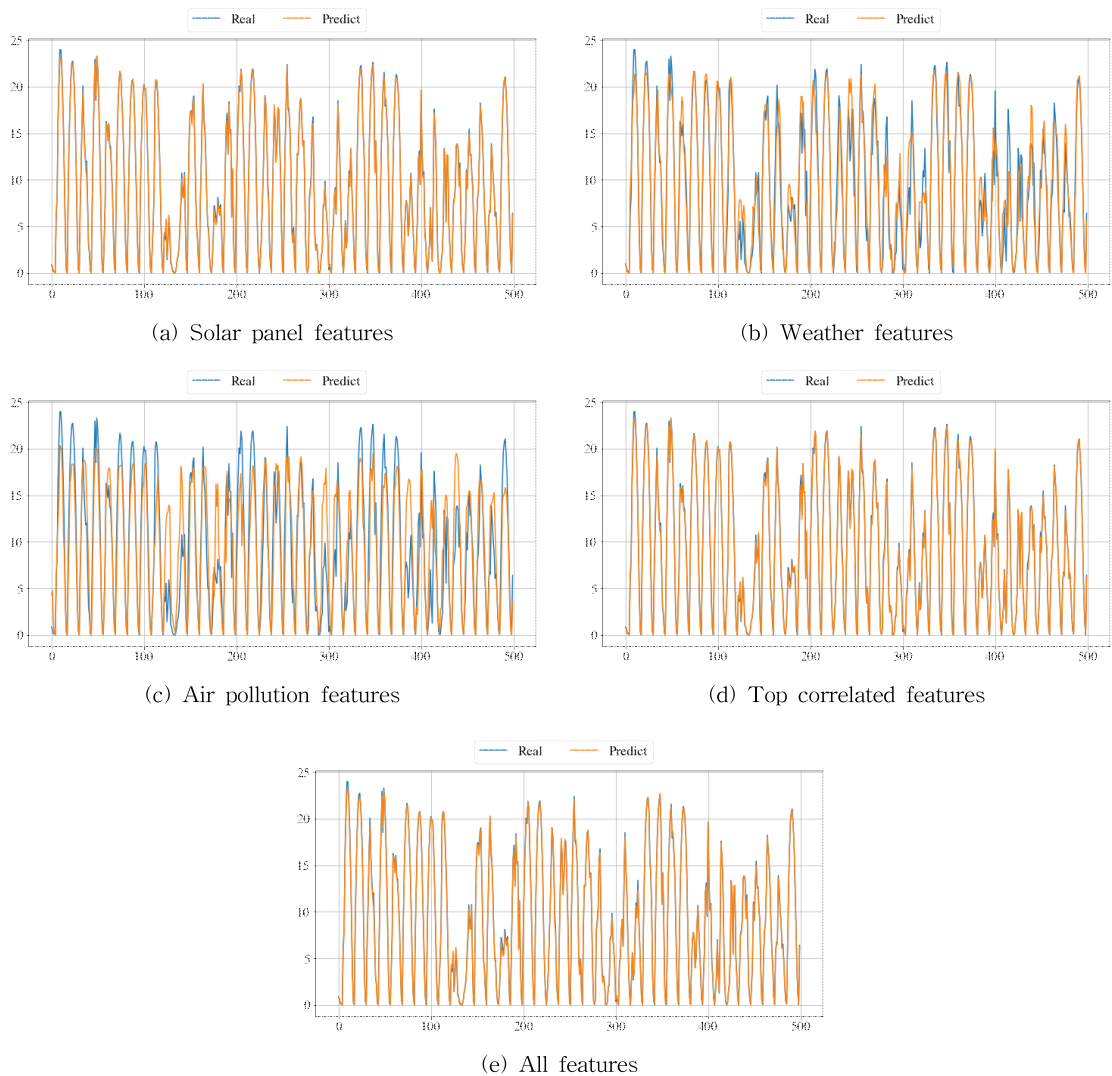 Real Predict Real Predict
25 25
20 20
15 15
10 10
5 5
0 0
0 100 200 300 400 500 0 100 200 300 400 500
(a) Solar panel features (b) Weather features
Real Predict Real Predict
25 25
20 20
15 15
10 10
5 5
0 0
0 100 200 300 400 500 0 100 200 300 400 500
(c) Air pollution features (d) Top correlated features
Real Predict
25
20
15
10
5
0
0 100 200 300 400 500
(e) All features